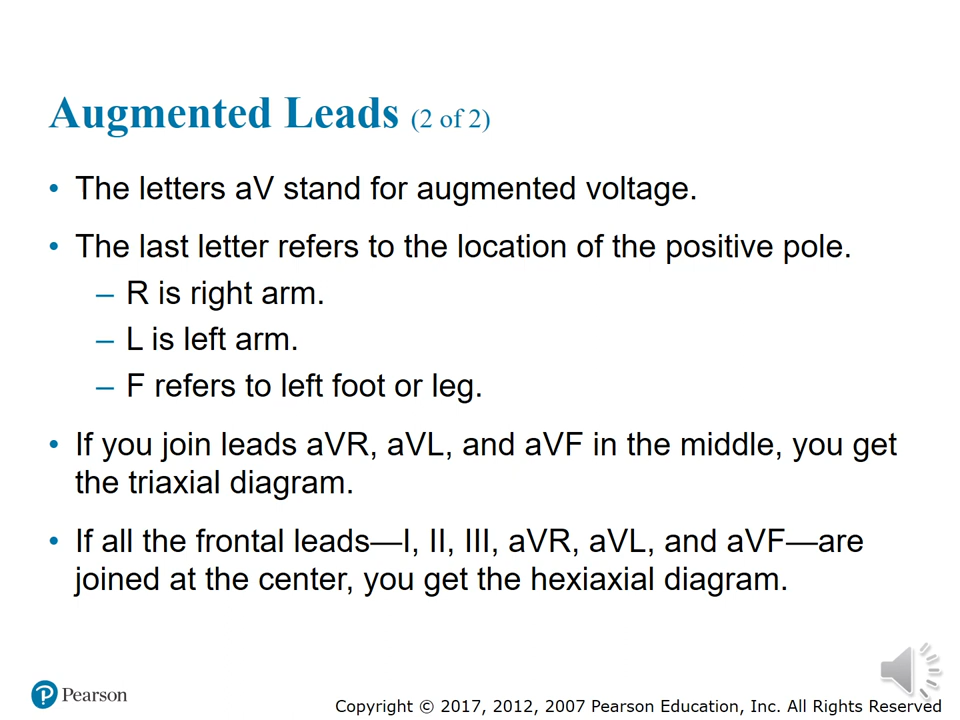 Augmented Leads (2 of 2)
• The letters aV stand for augmented voltage.
• The last letter refers to the location of the positive pole.
– R is right arm.
– L is left arm.
– F refers to left foot or leg.
• If you join leads aVR, aVL, and aVF in the middle, you get
the triaxial diagram.
• If all the frontal leads—I, II, III, aVR, aVL, and aVF—are
joined at the center, you get the hexiaxial diagram.
P Pearson
Copyright © 2017, 2012, 2007 Pearson Education, Inc. All Rights Reserved